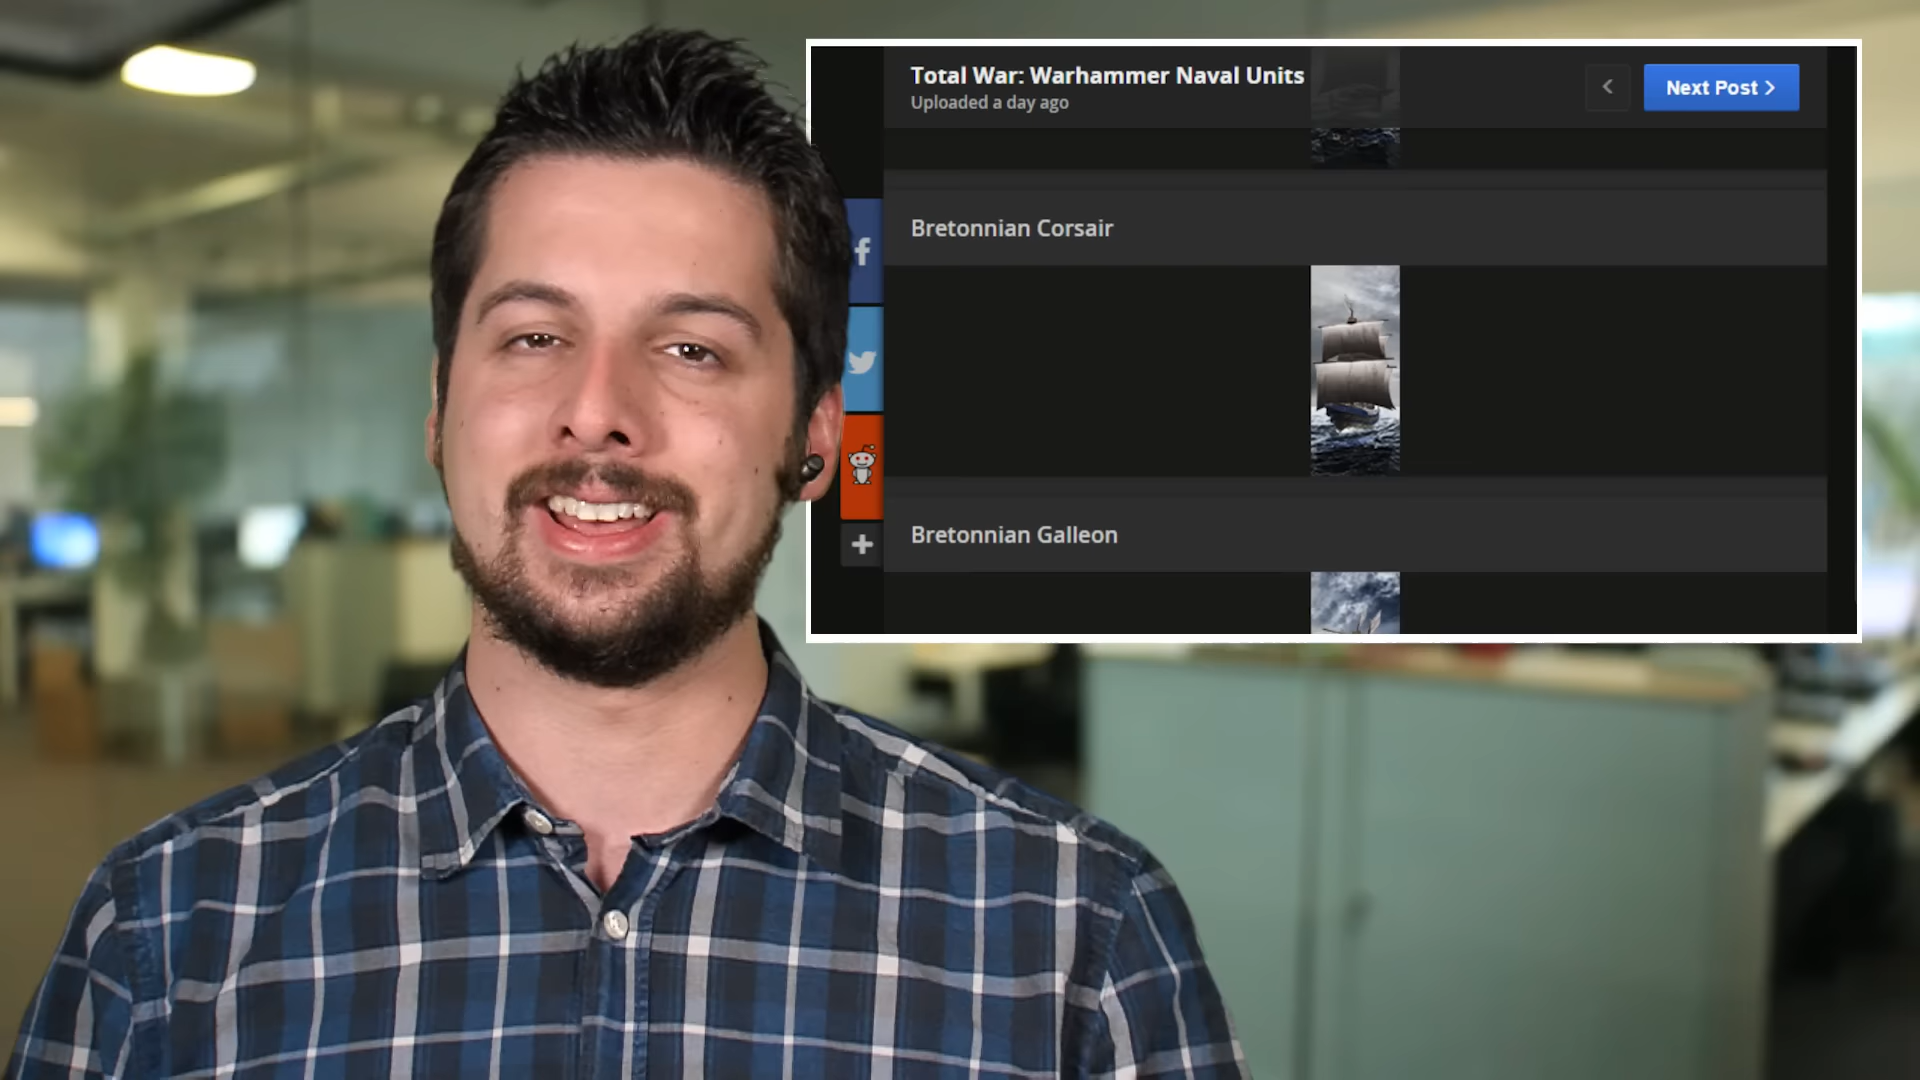 Total War: Warhammer Naval Units
Uploaded a day ago
Next Post
Bretonnian Corsair
Bretonnian Galleon